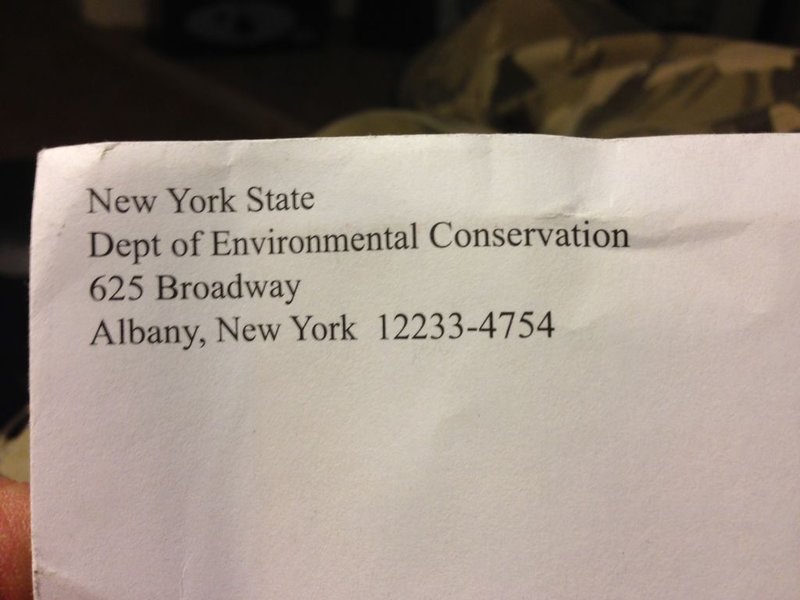 New York State
Dept of Environmental Conservation
625 Broadway
Albany, New York 12233-4754